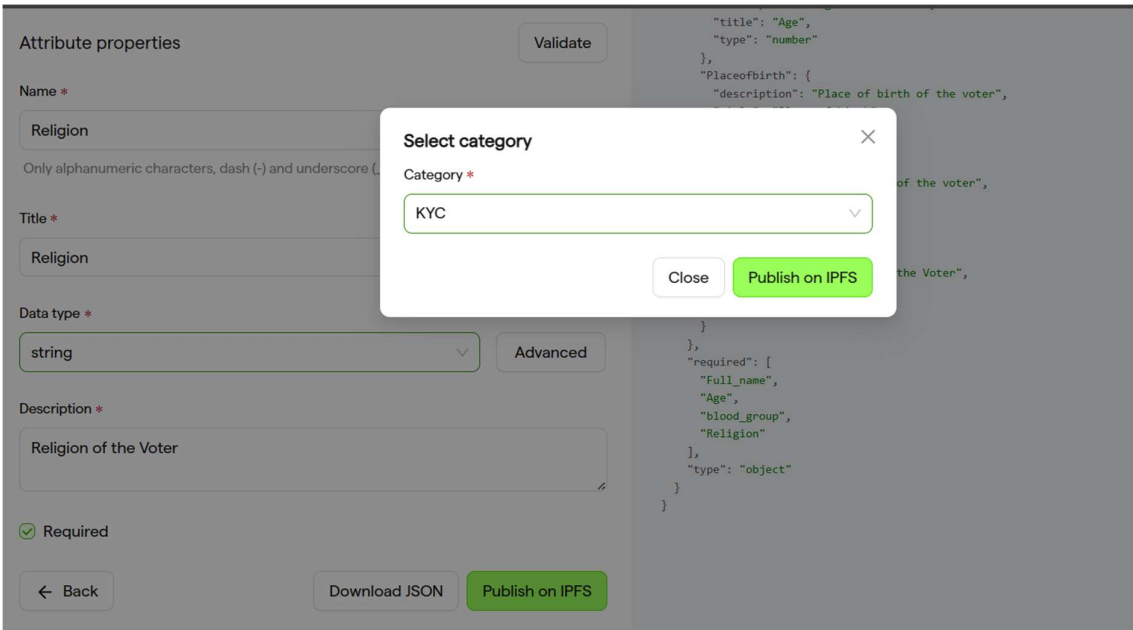 Attribute properties
Validate
Name *
Religion
Only alphanumeric characters, dash (-) and underscore (_
Title *
Religion
Data type *
string
Advanced
Description *
Religion of the Voter
Required
← Back
Download JSON
Publish on IPFS
Select category
Category *
KYC
Close
Publish on IPFS
"title": "Age",
"type": "number"
},
"Placeofbirth": {
"description": "Place of birth of the voter",
of the voter",
the Voter",
}
},
"required": [
"Full_name",
"Age",
"blood_group",
"Religion"
],
"type": "object"
}
}